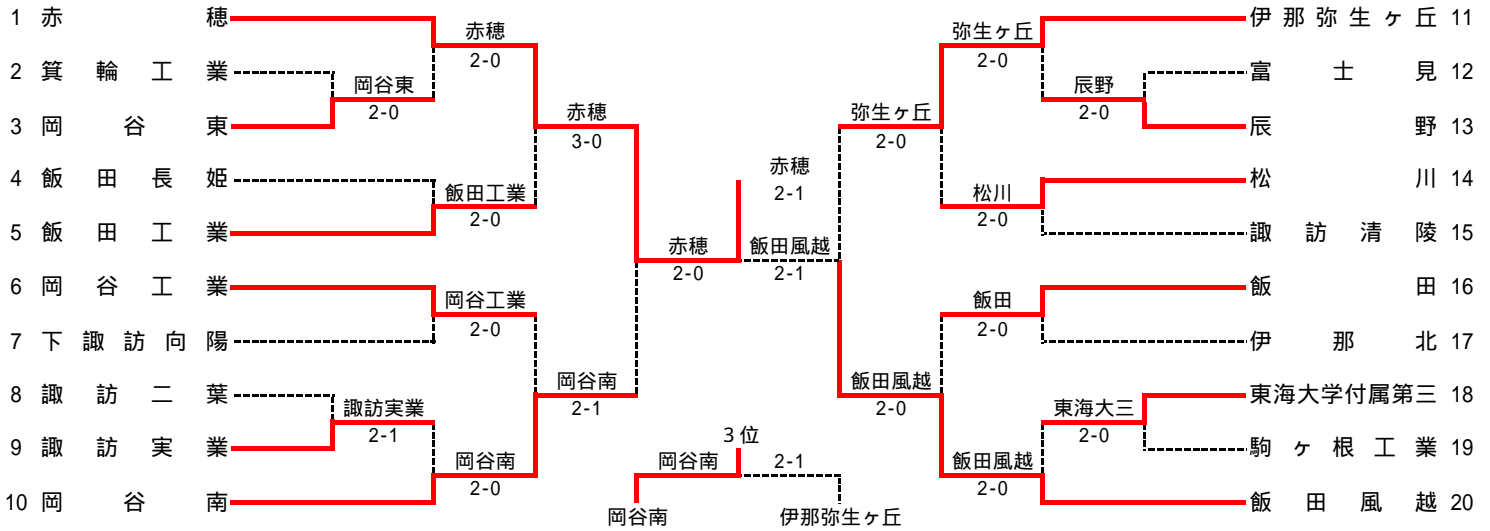 1 赤穂
2 箕輪工業
3 岡谷東
4 飯田長姫
5 飯田工業
6 岡谷工業
7 下諏訪向陽
8 諏訪二葉
9 諏訪実業
10 岡谷南
岡谷東
2-0
諏訪実業
2-1
赤穂
2-0
飯田工業
2-0
岡谷工業
2-0
岡谷南
2-0
赤穂
3-0
岡谷南
2-1
赤穂
2-0
赤穂
2-1
飯田風越
2-1
3位
岡谷南
2-1
岡谷南
伊那弥生ヶ丘
弥生ヶ丘
2-0
飯田風越
2-0
弥生ヶ丘
2-0
松川
2-0
飯田
2-0
飯田風越
2-0
辰野
2-0
東海大三
2-0
伊那弥生ヶ丘 11
富士見 12
辰野 13
松川 14
諏訪清陵 15
飯田 16
伊那北 17
東海大学付属第三 18
駒ヶ根工業 19
飯田風越 20